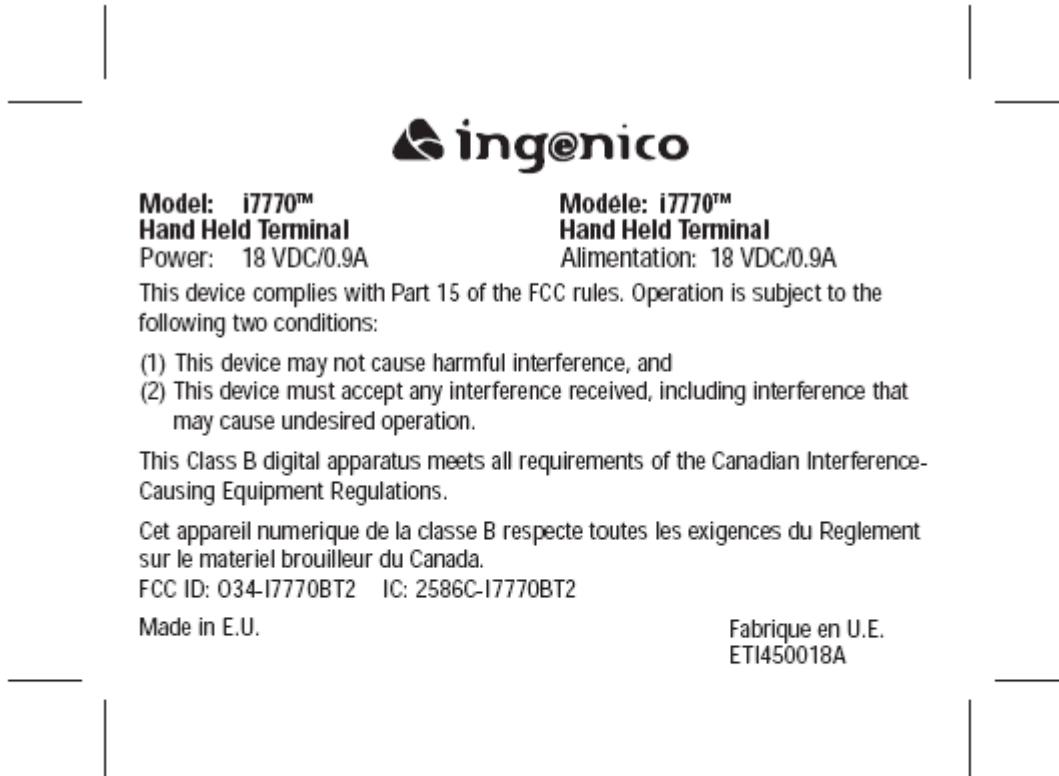 ingenico
Model: i7770™
Hand Held Terminal
Power: 18 VDC/0.9A
Modéle: i7770™
Hand Held Terminal
Alimentation: 18 VDC/0.9A
This device complies with Part 15 of the FCC rules. Operation is subject to the
following two conditions:
(1) This device may not cause harmful interference, and
(2) This device must accept any interference received, including interference that
may cause undesired operation.
This Class B digital apparatus meets all requirements of the Canadian Interference-
Causing Equipment Regulations.
Cet appareil numerique de la classe B respecte toutes les exigences du Reglement
sur le materiel brouilleur du Canada.
FCC ID: O34-I7770BT2 IC: 2586C-I7770BT2
Made in E.U.
Fabrique en U.E.
ETI450018A